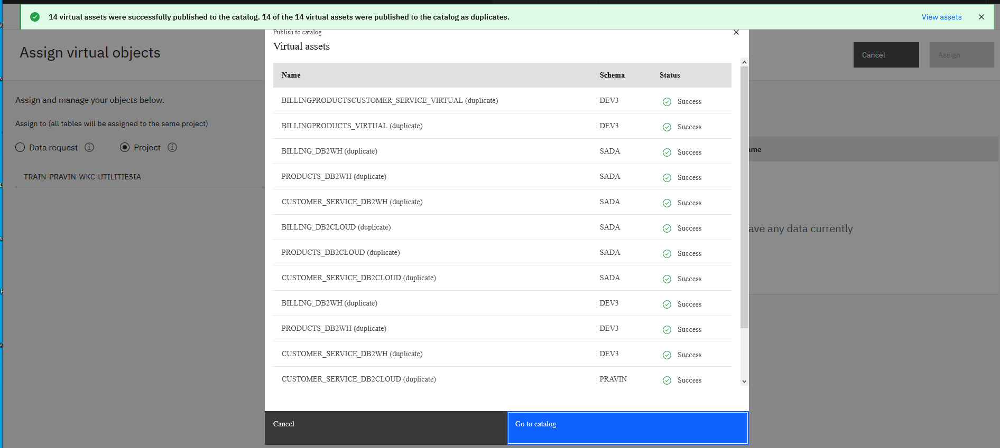 14 virtual assets were successfully published to the catalog. 14 of the 14 virtual assets were published to the catalog as duplicates.
View assets
Publish to catalog
Virtual assets
Assign virtual objects
Cancel
Assign
Name
Schema
Status
Assign and manage your objects below.
Assign to (all tables will be assigned to the same project)
Data request
Project
TRAIN-PRAVIN-WKC-UTILITIESIA
BILLINGPRODUCTSCUSTOMER_SERVICE_VIRTUAL (duplicate) DEV3 Success
BILLINGPRODUCTS_VIRTUAL (duplicate) DEV3 Success
BILLING_DB2WH (duplicate) SADA Success
PRODUCTS_DB2WH (duplicate) SADA Success
CUSTOMER_SERVICE_DB2WH (duplicate) SADA Success
BILLING_DB2CLOUD (duplicate) SADA Success
PRODUCTS_DB2CLOUD (duplicate) SADA Success
CUSTOMER_SERVICE_DB2CLOUD (duplicate) SADA Success
BILLING_DB2WH (duplicate) DEV3 Success
PRODUCTS_DB2WH (duplicate) DEV3 Success
CUSTOMER_SERVICE_DB2WH (duplicate) DEV3 Success
CUSTOMER_SERVICE_DB2CLOUD (duplicate) PRAVIN Success
ame
ave any data currently
Cancel
Go to catalog